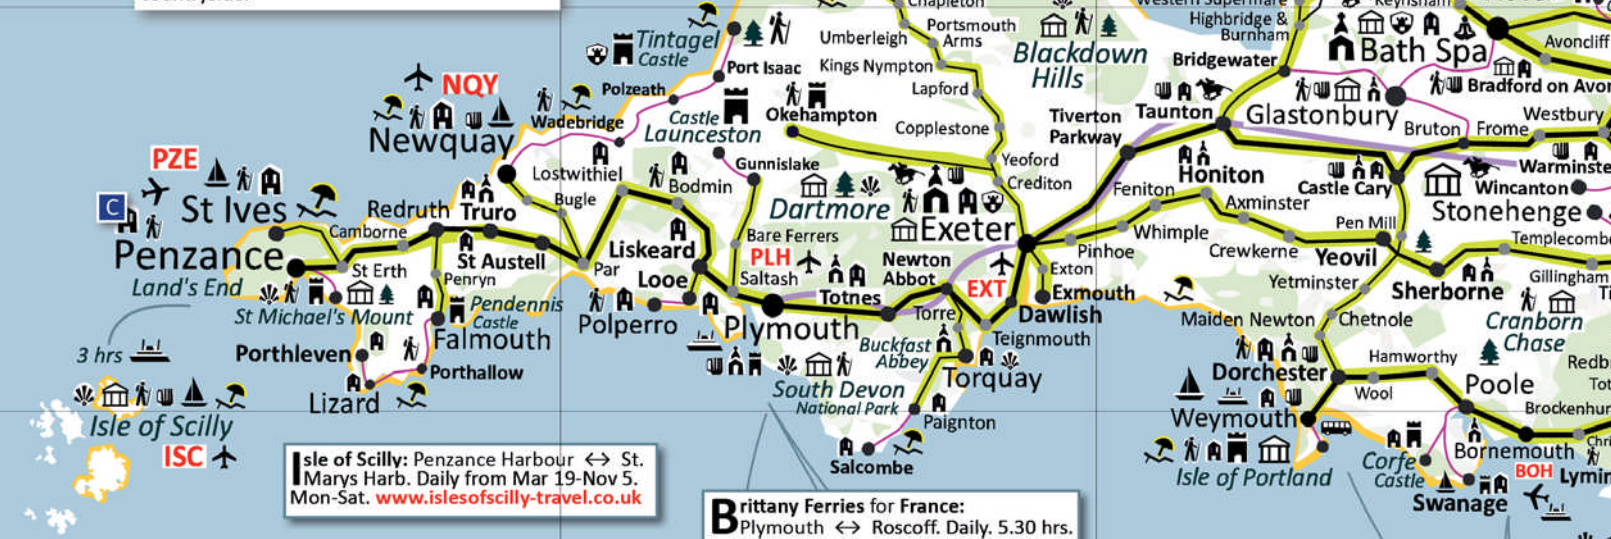 Chapleton
Portsmouth
Arms
Umberleigh
Kings Nympton
Lapford
Copplestone
Yeoford
Crediton
Blackdown
Hills
Highbridge &
Burnham
Bridgewater
Keynsham
Bath Spa
Avoncliff
Bradford on Avon
Tintagel
Castle
Port Isaac
Polzeath
Wadebridge
NQY
Newquay
Castle
Launceston
Okehampton
Gunnislake
Tiverton
Parkway
Taunton
Glastonbury
Bruton
Frome
Westbury
Warminste
Castle Cary
Wincanton
Stonehenge
PZE
C
St Ives
Penzance
Land's End
Redruth
Camborne
Truro
St Erth
St Austell
Penryn
Lostwithiel
Bugle
Bodmin
Par
Liskeard
Looe
Bare Ferrers
PLH
Saltash
Dartmore
Exeter
Newton
Abbot
EXT
Totnes
Plymouth
Polperro
Honiton
Feniton
Axminster
Whimple
Pinhoe
Crewkerne
Exton
Exmouth
Dawlish
Teignmouth
Torre
Pen Mill
Yeovil
Yetminster
Templecombe
Gillingham
Sherborne
Cranborn
Chase
St Michael's Mount
Pendennis
Castle
Falmouth
Porthleven
Porthallow
Lizard
3 hrs
Isle of Scilly
ISC
Buckfast
Abbey
South Devon
National Park
Torquay
Paignton
Salcombe
Maiden Newton
Chetnole
Dorchester
Hamworthy
Wool
Poole
Weymouth
Isle of Portland
Corfe
Castle
Swanage
Bornemouth
BOH
Brockenhur
Lymin
Isle of Scilly: Penzance Harbour ↔ St.
Marys Harb. Daily from Mar 19-Nov 5.
Mon-Sat. www.islesofscilly-travel.co.uk
Brittany Ferries for France:
Plymouth ↔ Roscoff. Daily. 5.30 hrs.